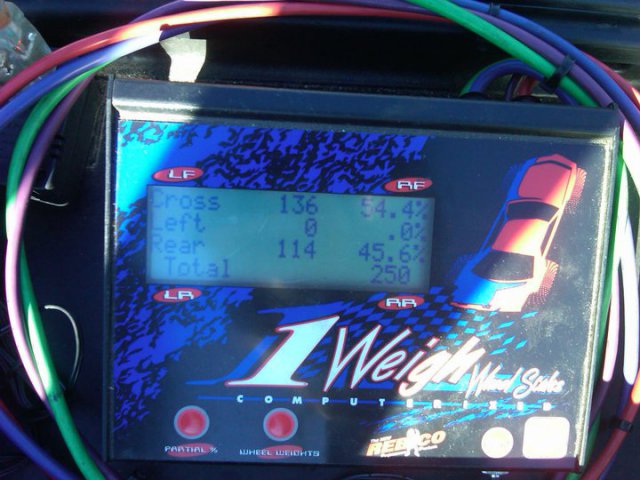 LF
RF
Cross 136 54.4%
Left 0 .0%
Rear 114 45.6%
Total 250
LR
RR
1 Weigh Wheel Scales
COMPUTERIZED
PARTIAL %
WHEEL WEIGHTS
REBCO